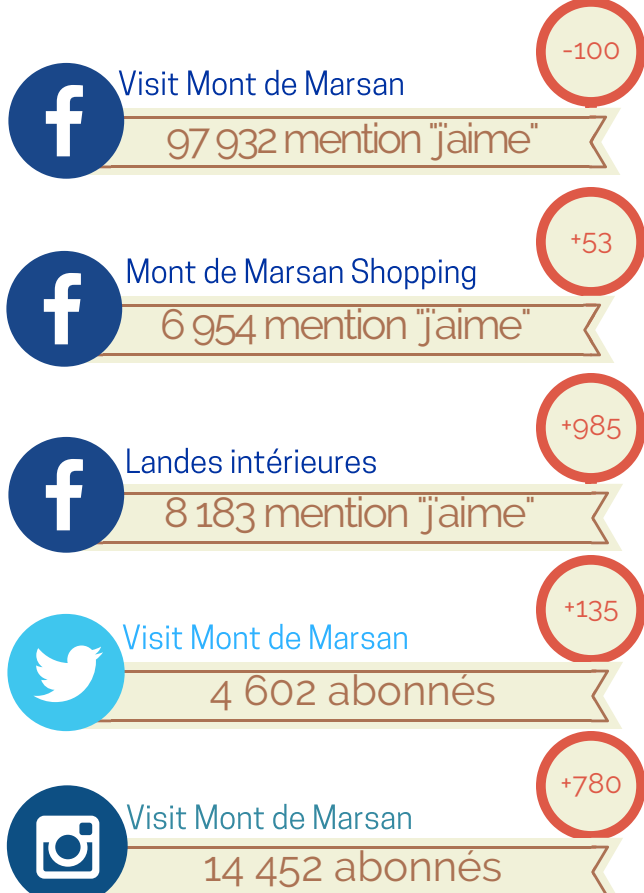 -100
Visit Mont de Marsan
97 932 mention "j'aime"
+53
Mont de Marsan Shopping
6 954 mention "j'aime"
+985
Landes intérieures
8 183 mention "j'aime"
+135
Visit Mont de Marsan
4 602 abonnés
+780
Visit Mont de Marsan
14 452 abonnés